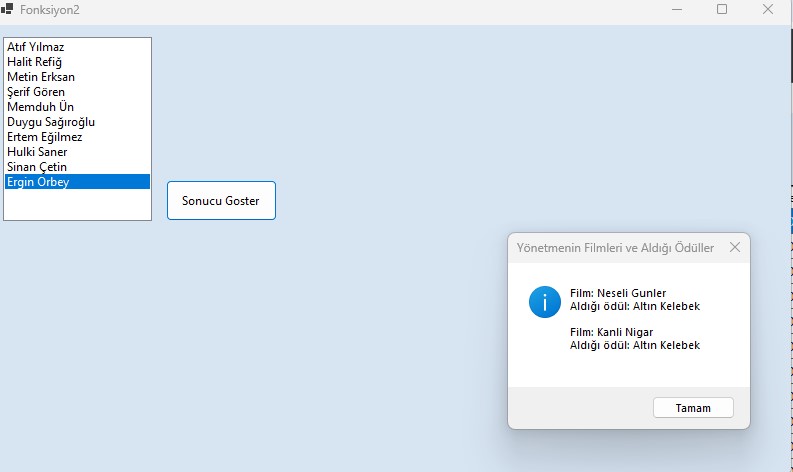 Fonksiyon2
Atıf Yılmaz
Halit Refiğ
Metin Erksan
Şerif Gören
Memduh Ün
Duygu Sağıroğlu
Ertem Eğilmez
Hulki Saner
Sinan Çetin
Ergin Orbey
Sonucu Goster
Yönetmenin Filmleri ve Aldığı Ödüller
Film: Neseli Gunler
Aldığı ödül: Altın Kelebek
Film: Kanli Nigar
Aldığı ödül: Altın Kelebek
Tamam